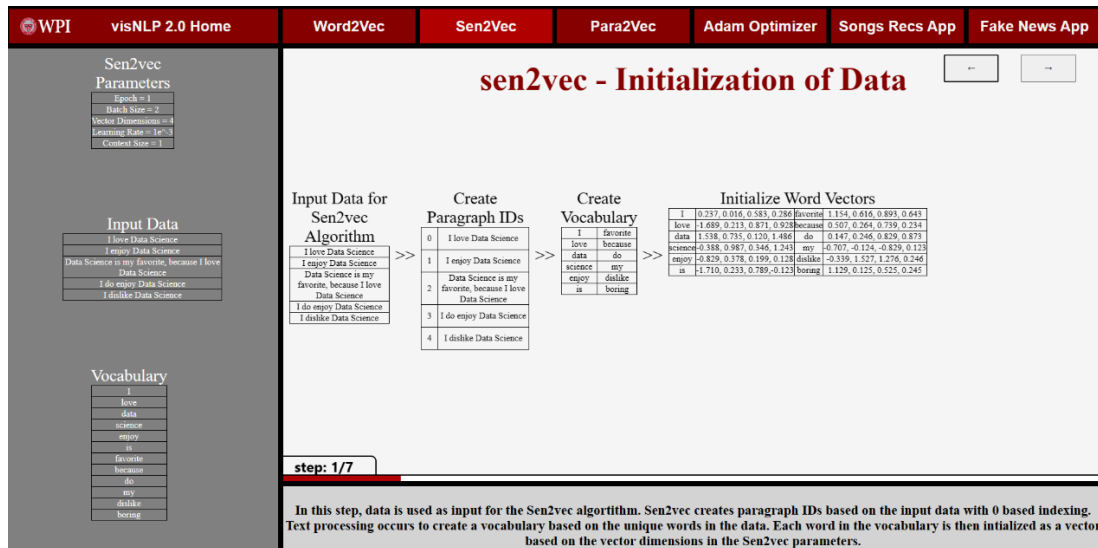 WPI visNLP 2.0 Home Word2Vec Sen2Vec Para2Vec Adam Optimizer Songs Recs App Fake News App
Sen2vec
Parameters
Epoch = 1
Batch Size = 2
Vector Dimensions = 4
Learning Rate = 1e^-3
Context Size = 1
Input Data
I love Data Science
I enjoy Data Science
Data Science is my favorite, because I love
Data Science
I do enjoy Data Science
I dislike Data Science
Vocabulary
I
love
data
science
enjoy
is
favorite
because
do
my
dislike
boring
sen2vec - Initialization of Data
← →
Input Data for
Sen2vec
Algorithm
I love Data Science
I enjoy Data Science
Data Science is my
favorite, because I love
Data Science
I do enjoy Data Science
I dislike Data Science
>>
Create
Paragraph IDs
0 I love Data Science
1 I enjoy Data Science
2 Data Science is my
favorite, because I love
Data Science
3 I do enjoy Data Science
4 I dislike Data Science
>>
Create
Vocabulary
I favorite
love because
data do
science my
enjoy dislike
is boring
>>
Initialize Word Vectors
I 0.237, 0.016, 0.583, 0.286 favorite 1.154, 0.616, 0.893, 0.643
love -1.689, 0.213, 0.871, 0.928 because 0.507, 0.264, 0.739, 0.234
data 1.538, 0.735, 0.120, 1.486 do 0.147, 0.246, 0.829, 0.873
science -0.388, 0.987, 0.346, 1.243 my -0.707, -0.124, -0.829, 0.123
enjoy -0.829, 0.378, 0.199, 0.128 dislike -0.339, 1.527, 1.276, 0.246
is -1.710, 0.233, 0.789,-0.123 boring 1.129, 0.125, 0.525, 0.245
step: 1/7
In this step, data is used as input for the Sen2vec algortithm. Sen2vec creates paragraph IDs based on the input data with 0 based indexing.
Text processing occurs to create a vocabulary based on the unique words in the data. Each word in the vocabulary is then intialized as a vector
based on the vector dimensions in the Sen2vec parameters.